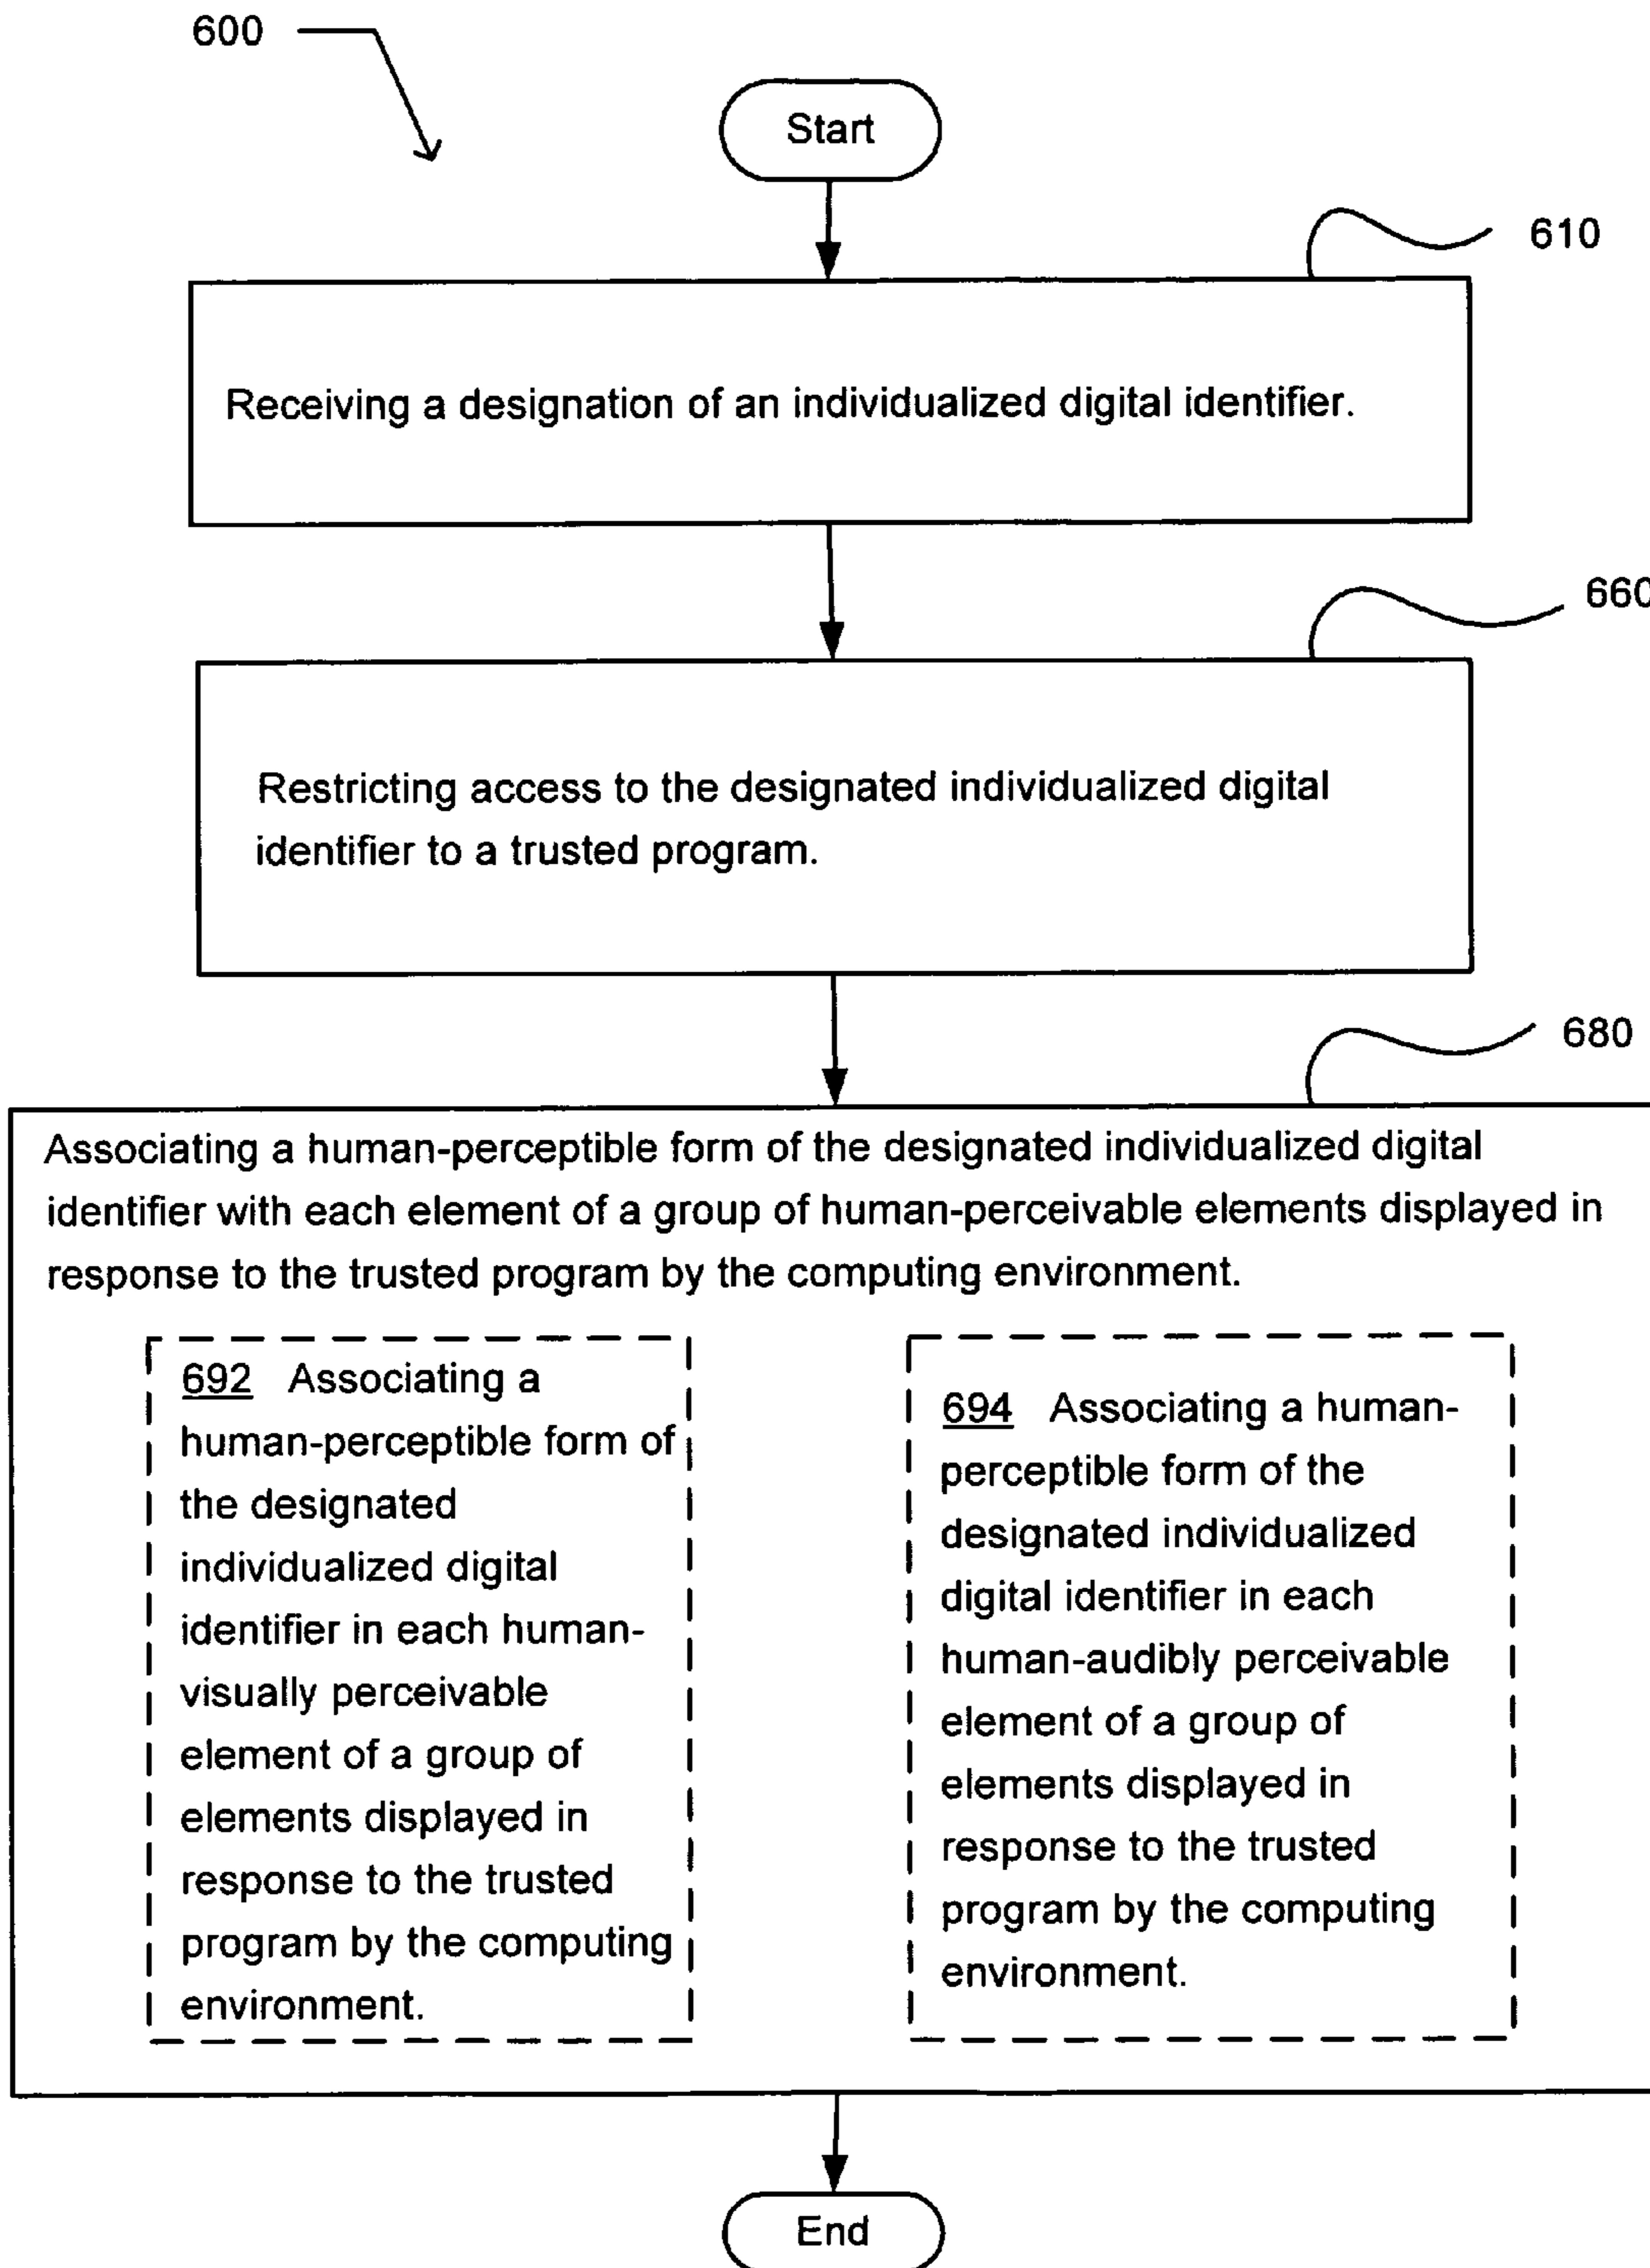 600
Start
610
Receiving a designation of an individualized digital identifier.
660
Restricting access to the designated individualized digital
identifier to a trusted program.
680
Associating a human-perceptible form of the designated individualized digital
identifier with each element of a group of human-perceivable elements displayed in
response to the trusted program by the computing environment.
692 Associating a
human-perceptible form of
the designated
individualized digital
identifier in each human-
visually perceivable
element of a group of
elements displayed in
response to the trusted
program by the computing
environment.
694 Associating a human-
perceptible form of the
designated individualized
digital identifier in each
human-audibly perceivable
element of a group of
elements displayed in
response to the trusted
program by the computing
environment.
End